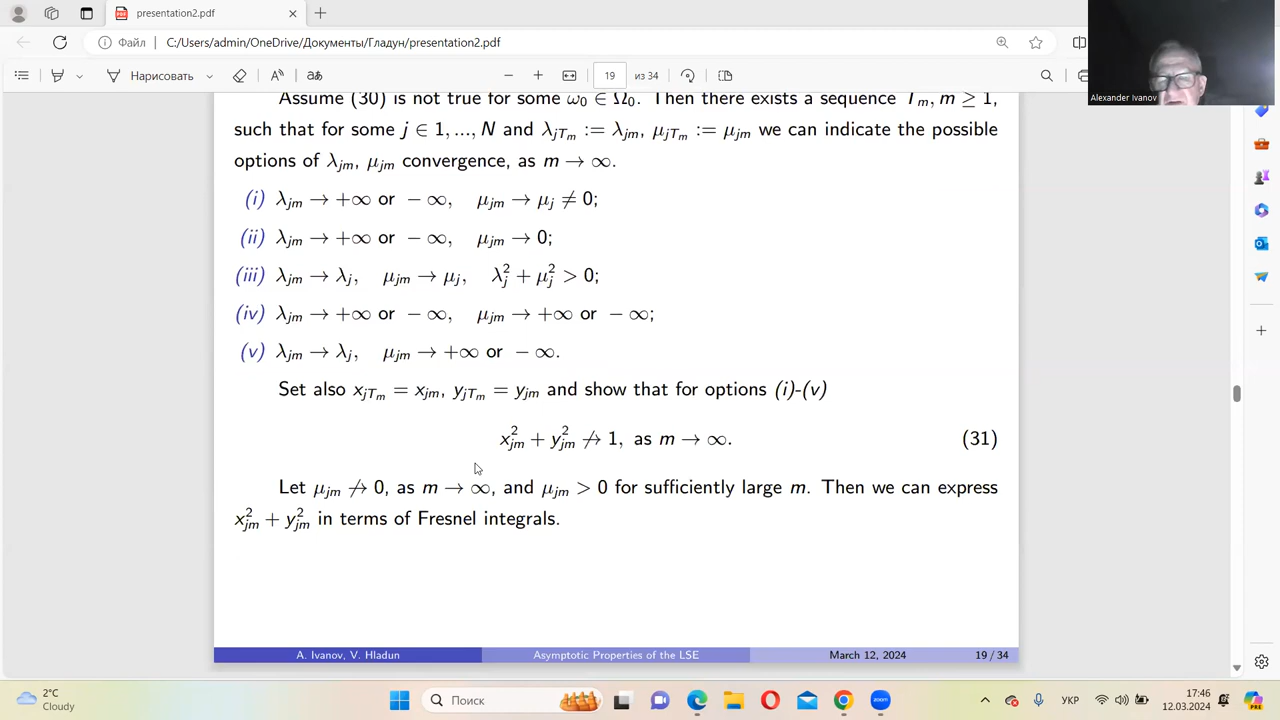 presentation2.pdf
Файл C:/Users/admin/OneDrive/Документы/Гладун/presentation2.pdf
Нарисовать 19 из 34
Alexander Ivanov
Assume (30) is not true for some ω₀ ∈ Ω₀. Then there exists a sequence T_m, m ≥ 1,
such that for some j ∈ 1, ..., N and λ_{jT_m} := λ_{jm}, μ_{jT_m} := μ_{jm} we can indicate the possible
options of λ_{jm}, μ_{jm} convergence, as m → ∞.
(i) λ_{jm} → +∞ or − ∞, μ_{jm} → μ_j ≠ 0;
(ii) λ_{jm} → +∞ or − ∞, μ_{jm} → 0;
(iii) λ_{jm} → λ_j, μ_{jm} → μ_j, λ_j² + μ_j² > 0;
(iv) λ_{jm} → +∞ or − ∞, μ_{jm} → +∞ or − ∞;
(v) λ_{jm} → λ_j, μ_{jm} → +∞ or − ∞.
Set also x_{jT_m} = x_{jm}, y_{jT_m} = y_{jm} and show that for options (i)-(v)
x_{jm}² + y_{jm}² ↛ 1, as m → ∞. (31)
Let μ_{jm} ↛ 0, as m → ∞, and μ_{jm} > 0 for sufficiently large m. Then we can express
x_{jm}² + y_{jm}² in terms of Fresnel integrals.
A. Ivanov, V. Hladun Asymptotic Properties of the LSE March 12, 2024 19 / 34
2°C
Cloudy
Поиск
УКР
17:46
12.03.2024